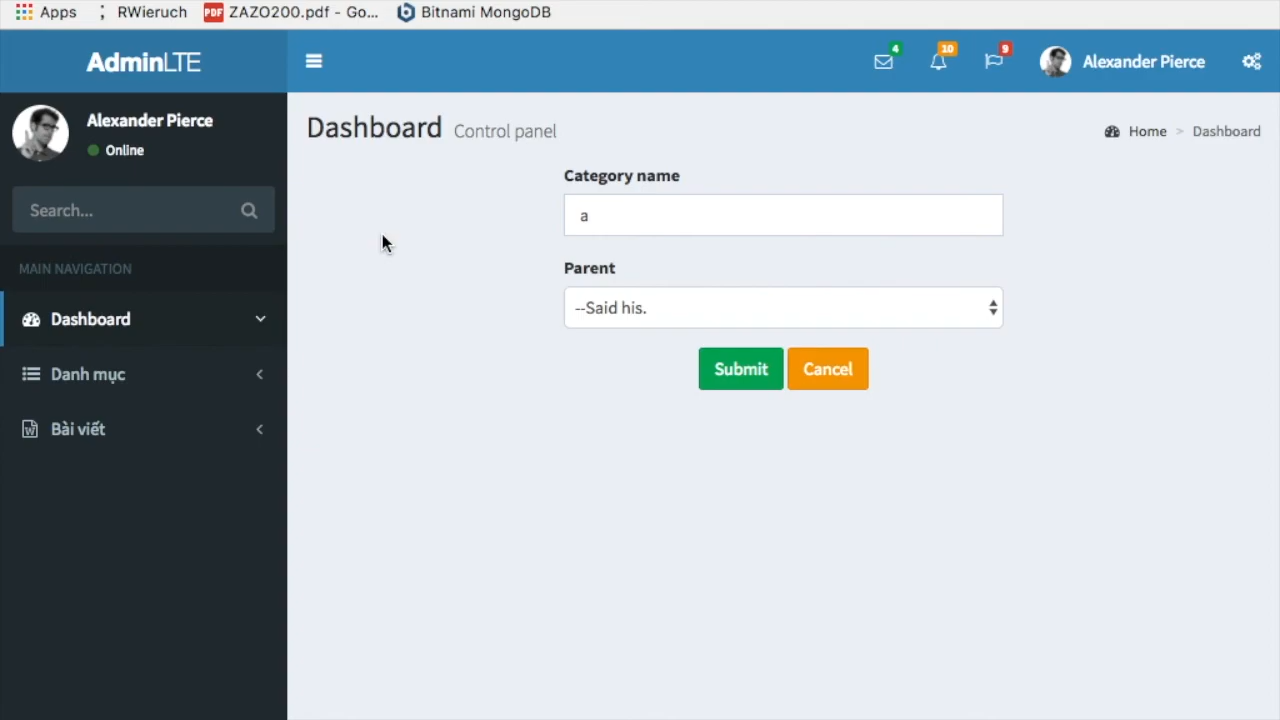 Apps ; RWieruch PDF ZAZO200.pdf - Go... Bitnami MongoDB
AdminLTE 4 10 9 Alexander Pierce
Alexander Pierce
Online
Search...
MAIN NAVIGATION
Dashboard
Danh mục
Bài viết
Dashboard Control panel Home > Dashboard
Category name
a
Parent
--Said his.
Submit Cancel